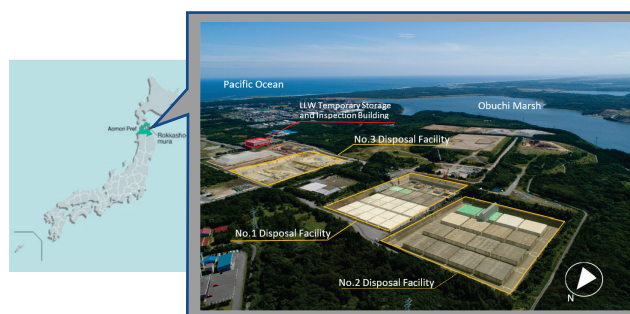 Aomori Pref
Rokkasho-
mura
Pacific Ocean
Obuchi Marsh
LLW Temporary Storage
and Inspection Building
No.3 Disposal Facility
No.1 Disposal Facility
No.2 Disposal Facility
N